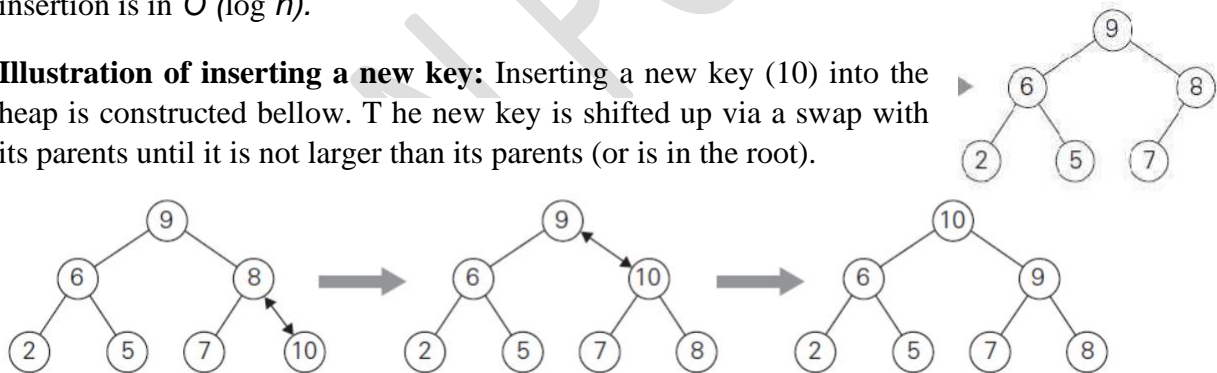 insertion is in O (log n).
Illustration of inserting a new key: Inserting a new key (10) into the
heap is constructed bellow. T he new key is shifted up via a swap with
its parents until it is not larger than its parents (or is in the root).
9
6 8
2 5 7
9 9 10
6 8 6 10 6 9
2 5 7 10 2 5 7 8 2 5 7 8